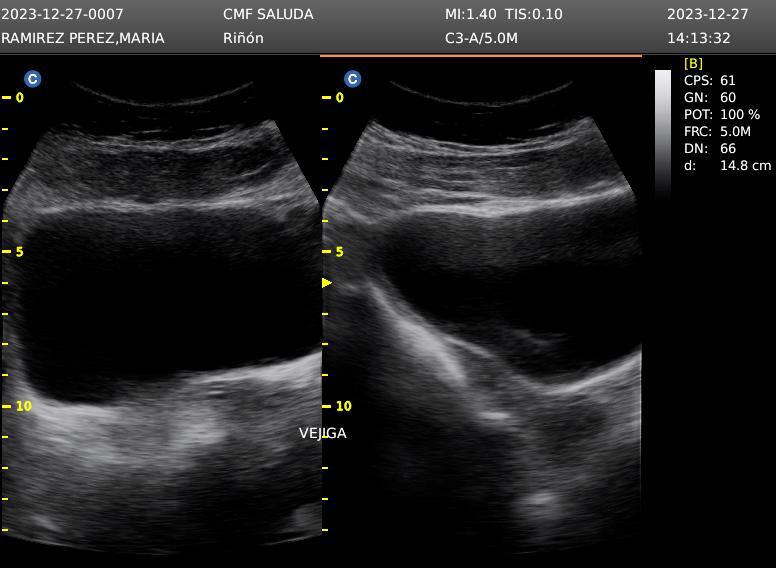 2023-12-27-0007 CMF SALUDA MI:1.40 TIS:0.10 2023-12-27
RAMIREZ PEREZ,MARIA Riñón C3-A/5.0M 14:13:32
C
C
0
0
[B]
CPS: 61
GN: 60
POT: 100 %
FRC: 5.0M
DN: 66
d: 14.8 cm
5
5
10
10
VEJIGA